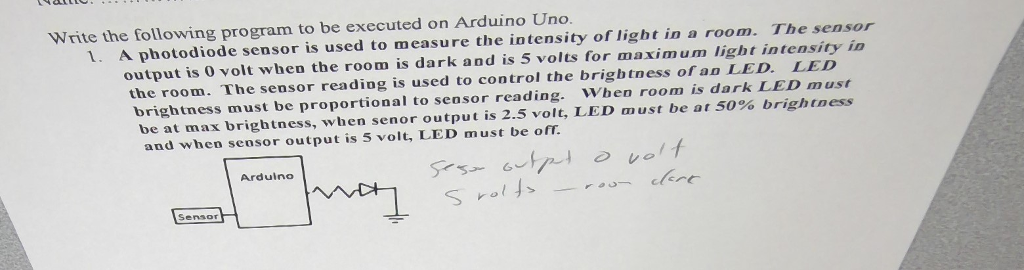 Write the following program to be executed on Arduino Uno.
1. A photodiode sensor is used to measure the intensity of light in a room. The sensor
output is 0 volt when the room is dark and is 5 volts for maximum light intensity in
the room. The sensor reading is used to control the brightness of an LED. LED
brightness must be proportional to sensor reading. When room is dark LED must
be at max brightness, when senor output is 2.5 volt, LED must be at 50% brightness
and when sensor output is 5 volt, LED must be off.
Arduino
Sensor
output 0 volt
5 volts — room